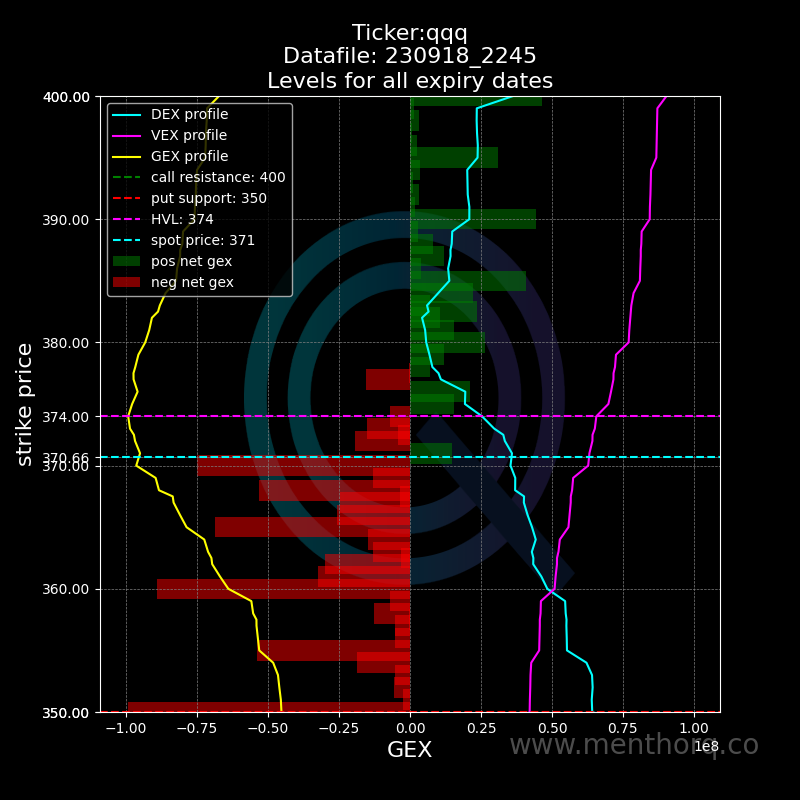 Ticker:qqq
Datafile: 230918_2245
Levels for all expiry dates
DEX profile
VEX profile
GEX profile
call resistance: 400
put support: 350
HVL: 374
spot price: 371
pos net gex
neg net gex
strike price
400.00
390.00
380.00
374.00
370.66
370.00
360.00
350.00
−1.00 −0.75 −0.50 −0.25 0.00 0.25 0.50 0.75 1.00
1e8
GEX
www.menthorq.co